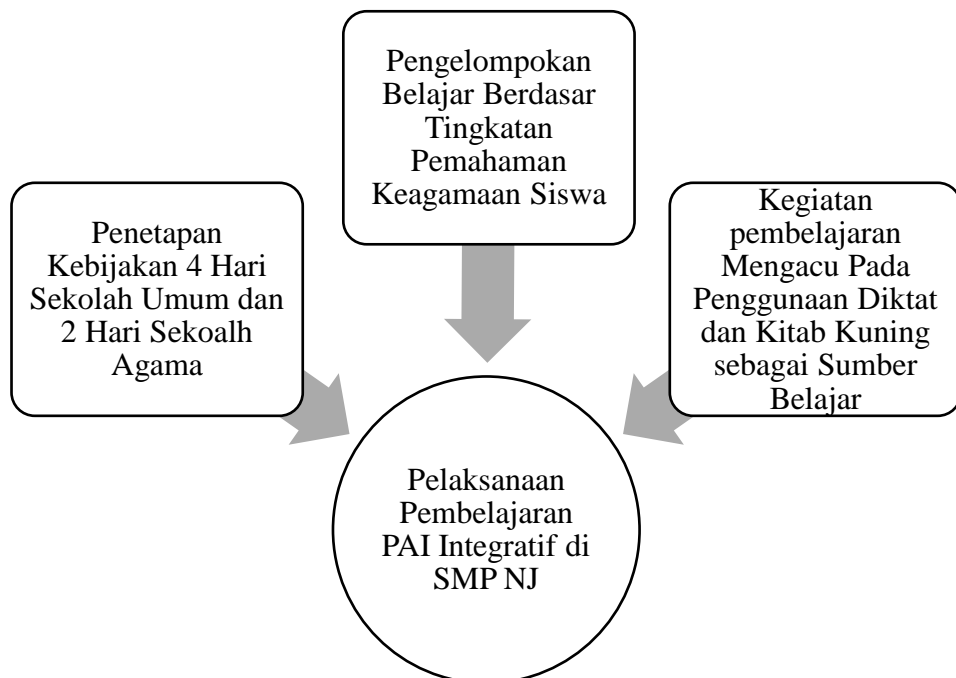 Pengelompokan
Belajar Berdasar
Tingkatan
Pemahaman
Keagamaan Siswa
Penetapan
Kebijakan 4 Hari
Sekolah Umum dan
2 Hari Sekoalh
Agama
Kegiatan
pembelajaran
Mengacu Pada
Penggunaan Diktat
dan Kitab Kuning
sebagai Sumber
Belajar
Pelaksanaan
Pembelajaran
PAI Integratif di
SMP NJ